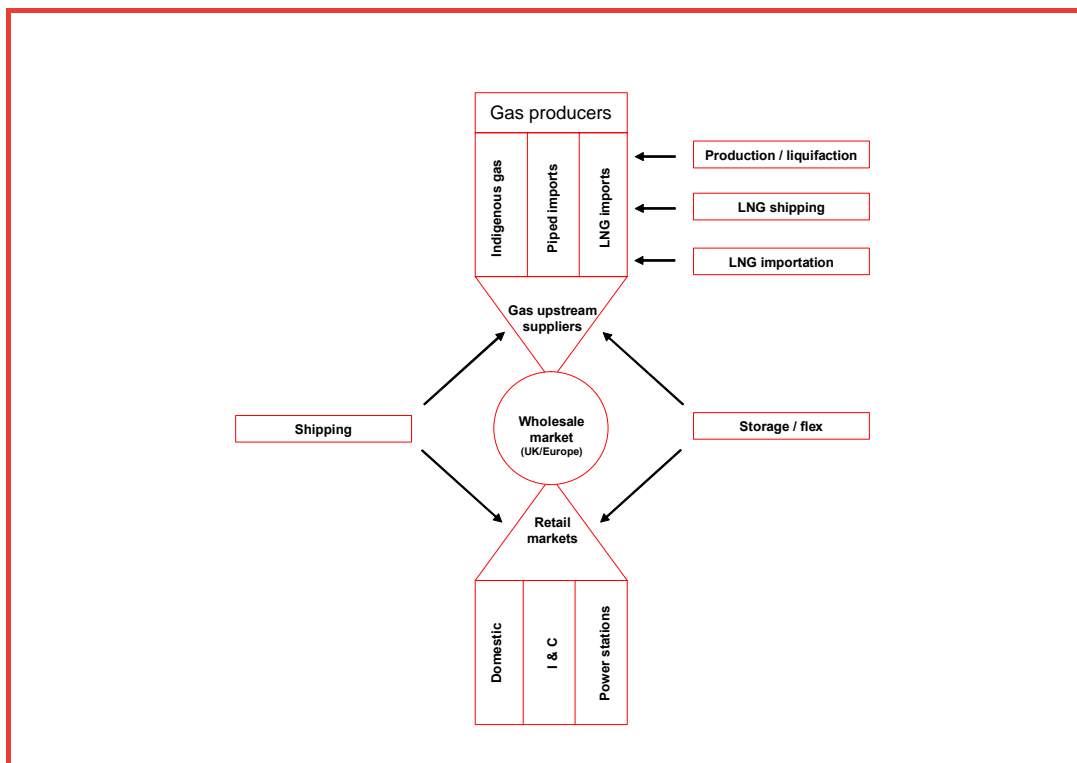 Gas producers
Indigenous gas
Piped imports
LNG imports
Production / liquifaction
LNG shipping
LNG importation
Gas upstream
suppliers
Shipping
Wholesale
market
(UK/Europe)
Storage / flex
Retail
markets
Domestic
I & C
Power stations